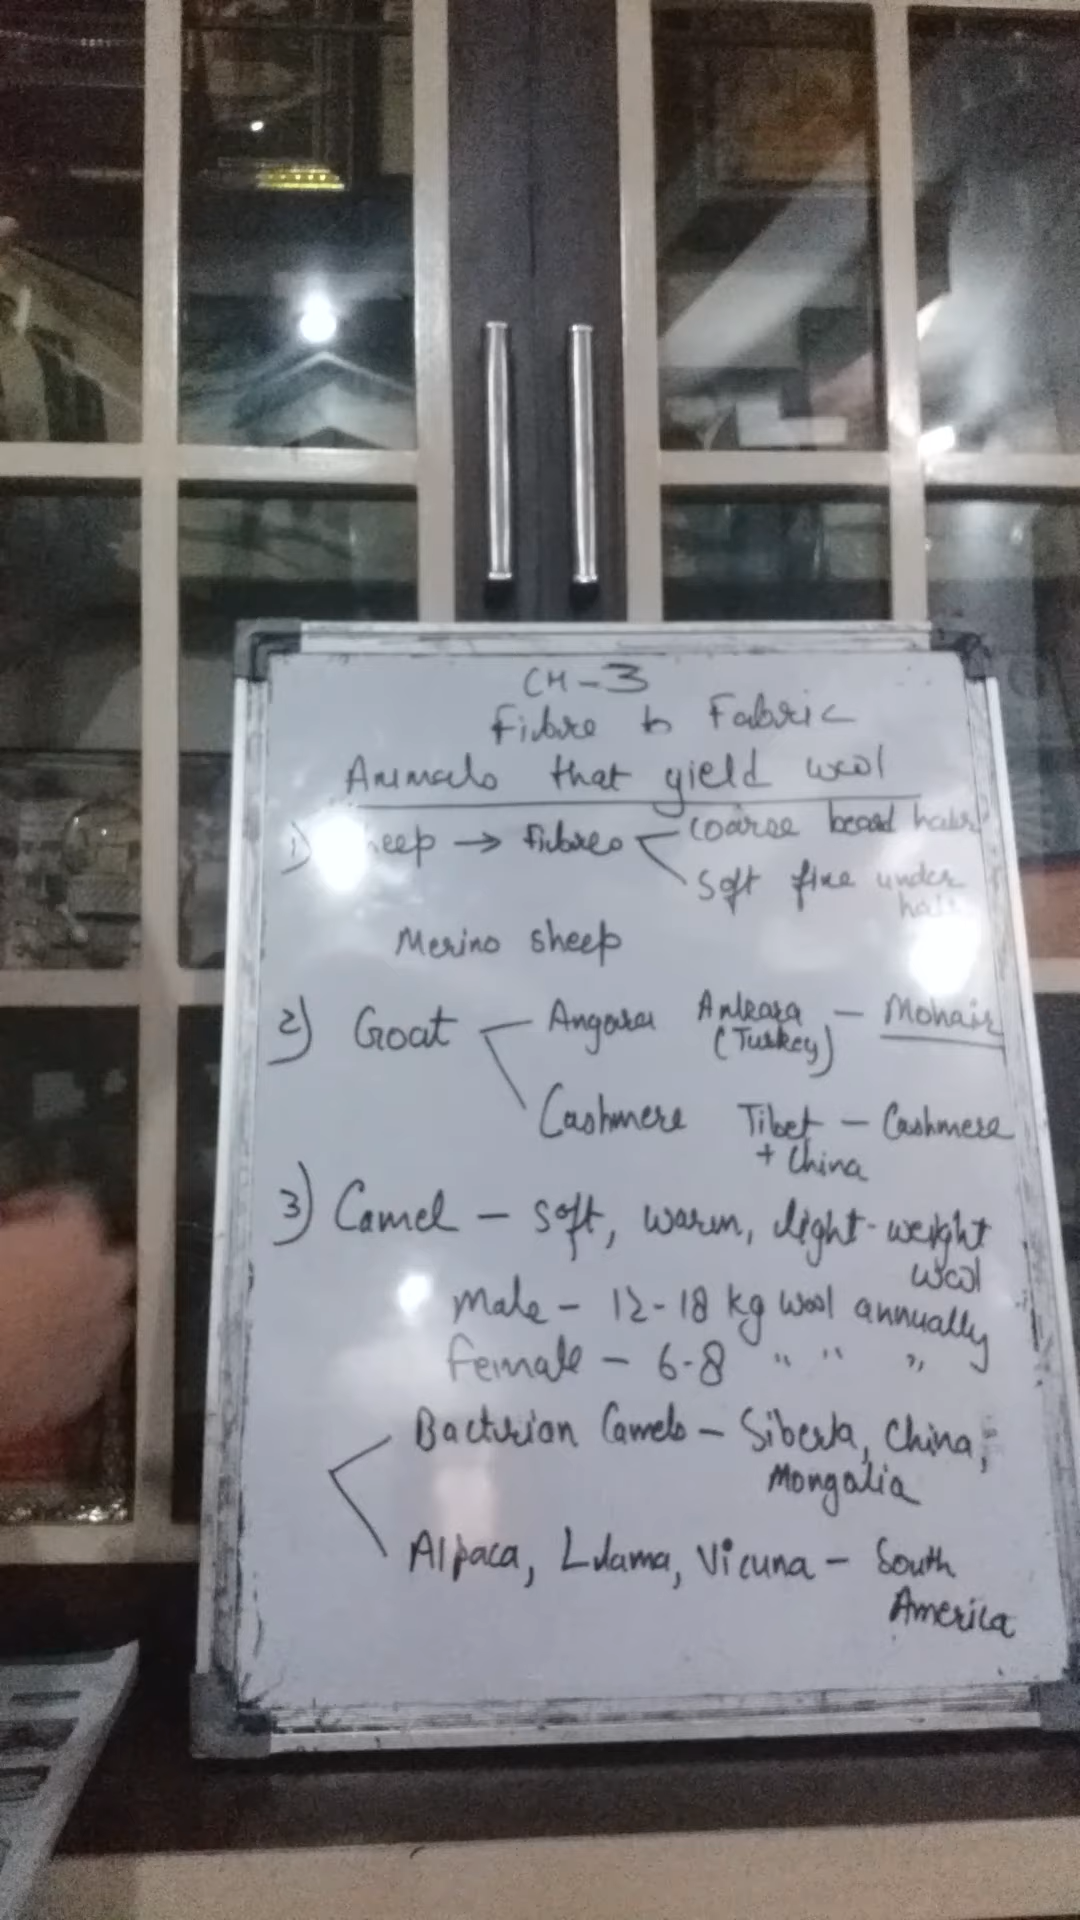 CH-3
Fibre to Fabric
Animals that yield wool
1) Sheep → Fibres < coarse beard hair
soft fine under
hair
Merino sheep
2) Goat < Angora Ankara — Mohair
(Turkey)
Cashmere Tibet — Cashmere
+ China
3) Camel — Soft, warm, light-weight
wool
Male — 12-18 kg wool annually
Female — 6-8 " " "
Bacturian Camels — Siberia, China,
Mongalia
Alpaca, Llama, Vicuna — South
America